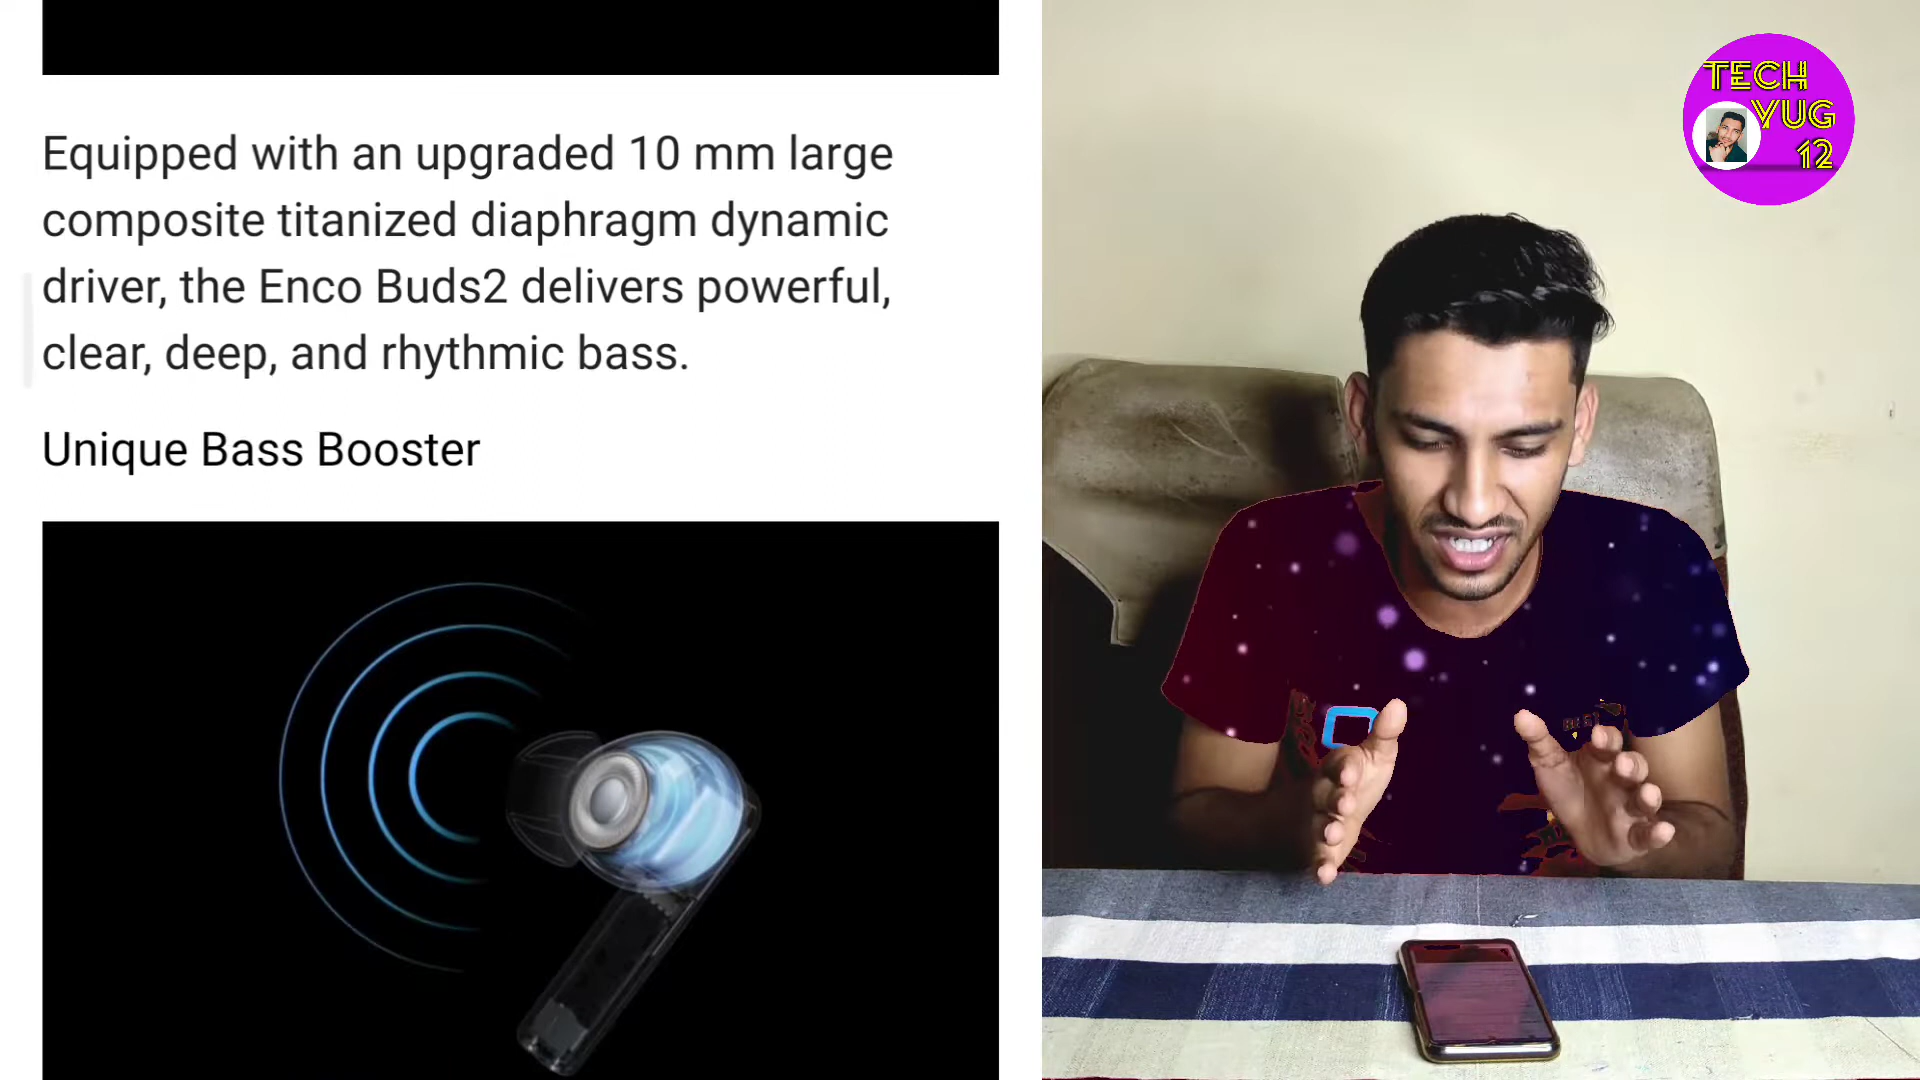 Equipped with an upgraded 10 mm large
composite titanized diaphragm dynamic
driver, the Enco Buds2 delivers powerful,
clear, deep, and rhythmic bass.
Unique Bass Booster
TECH
YUG
12